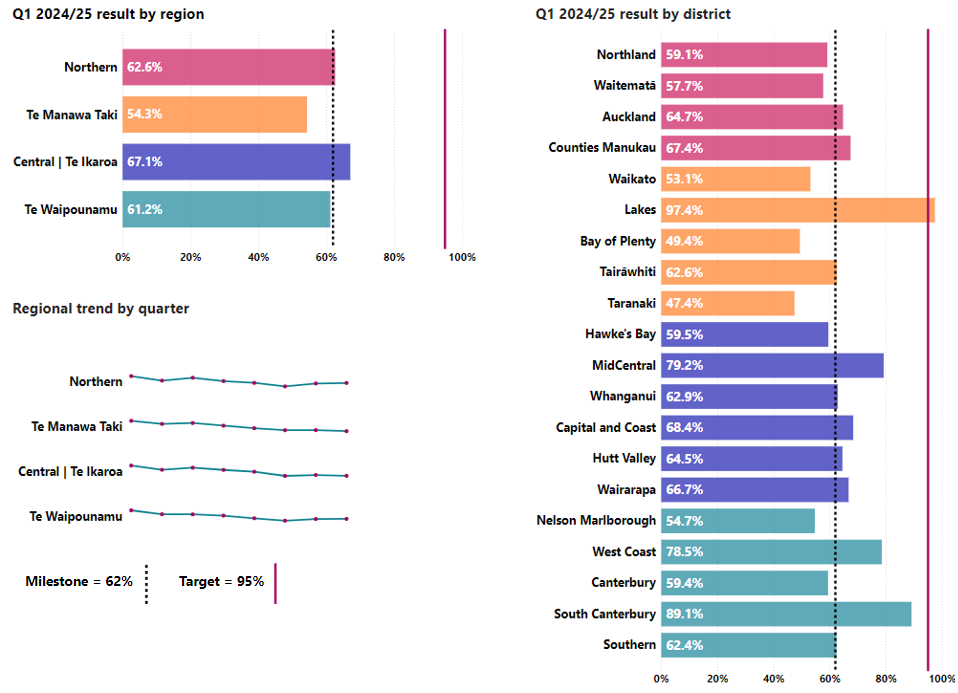 Q1 2024/25 result by region
Northern 62.6%
Te Manawa Taki 54.3%
Central | Te Ikaroa 67.1%
Te Waipounamu 61.2%
0% 20% 40% 60% 80% 100%
Regional trend by quarter
Northern
Te Manawa Taki
Central | Te Ikaroa
Te Waipounamu
Milestone = 62% Target = 95%
Q1 2024/25 result by district
Northland 59.1%
Waitematā 57.7%
Auckland 64.7%
Counties Manukau 67.4%
Waikato 53.1%
Lakes 97.4%
Bay of Plenty 49.4%
Tairāwhiti 62.6%
Taranaki 47.4%
Hawke's Bay 59.5%
MidCentral 79.2%
Whanganui 62.9%
Capital and Coast 68.4%
Hutt Valley 64.5%
Wairarapa 66.7%
Nelson Marlborough 54.7%
West Coast 78.5%
Canterbury 59.4%
South Canterbury 89.1%
Southern 62.4%
0% 20% 40% 60% 80% 100%